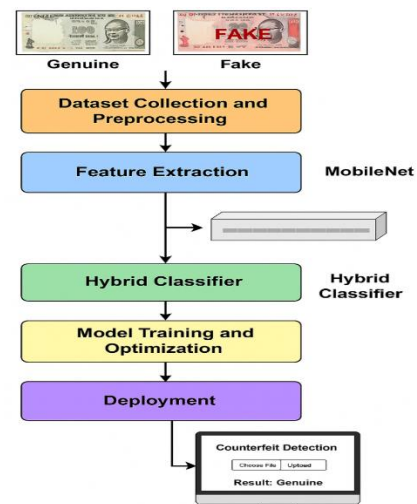 FAKE
Genuine
Fake
Dataset Collection and
Preprocessing
Feature Extraction
MobileNet
Hybrid Classifier
Hybrid
Classifier
Model Training and
Optimization
Deployment
Counterfeit Detection
Choose File
Upload
Result: Genuine